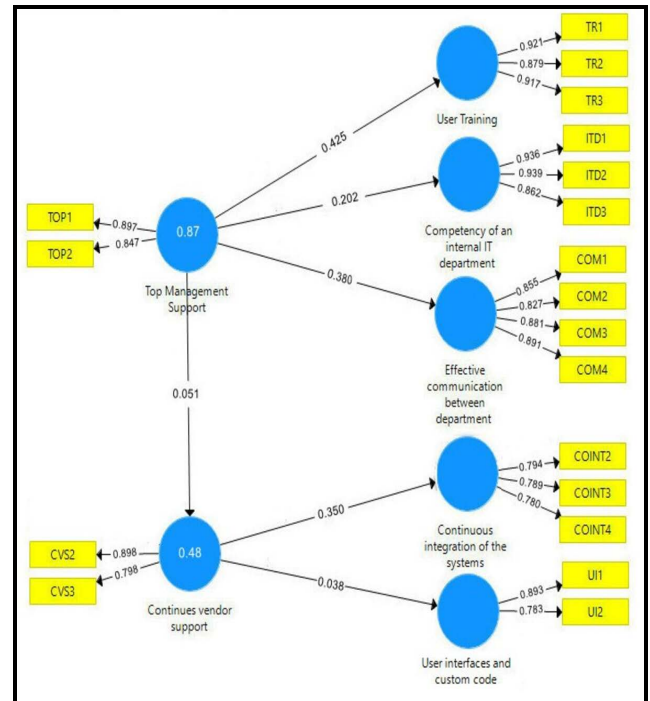 TR1
0.921
0.879
TR2
0.917
TR3
User Training
0.425
ITD1
0.936
0.939
ITD2
0.862
ITD3
0.202
TOP1
0.897
0.87
TOP2
0.847
Competency of an
internal IT
department
Top Management
Support
0.380
COM1
0.855
0.827
COM2
0.881
COM3
0.891
COM4
Effective
communication
between
department
0.051
COINT2
0.794
0.789
COINT3
0.780
COINT4
0.350
Continuous
integration of the
systems
CVS2
0.898
0.48
0.798
CVS3
Continues vendor
support
0.038
UI1
0.893
0.783
UI2
User interfaces and
custom code